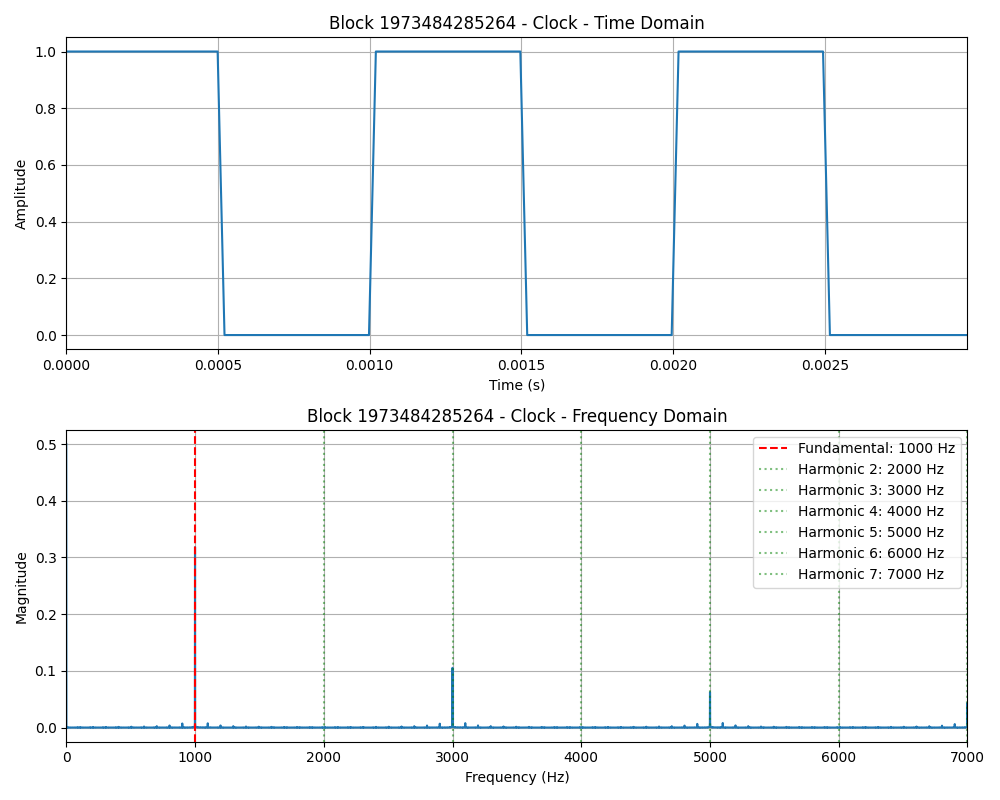 Block 1973484285264 - Clock - Time Domain
1.0
0.8
0.6
0.4
0.2
0.0
Amplitude
0.0000 0.0005 0.0010 0.0015 0.0020 0.0025
Time (s)
Block 1973484285264 - Clock - Frequency Domain
0.5
0.4
0.3
0.2
0.1
0.0
Magnitude
Fundamental: 1000 Hz
Harmonic 2: 2000 Hz
Harmonic 3: 3000 Hz
Harmonic 4: 4000 Hz
Harmonic 5: 5000 Hz
Harmonic 6: 6000 Hz
Harmonic 7: 7000 Hz
0 1000 2000 3000 4000 5000 6000 7000
Frequency (Hz)